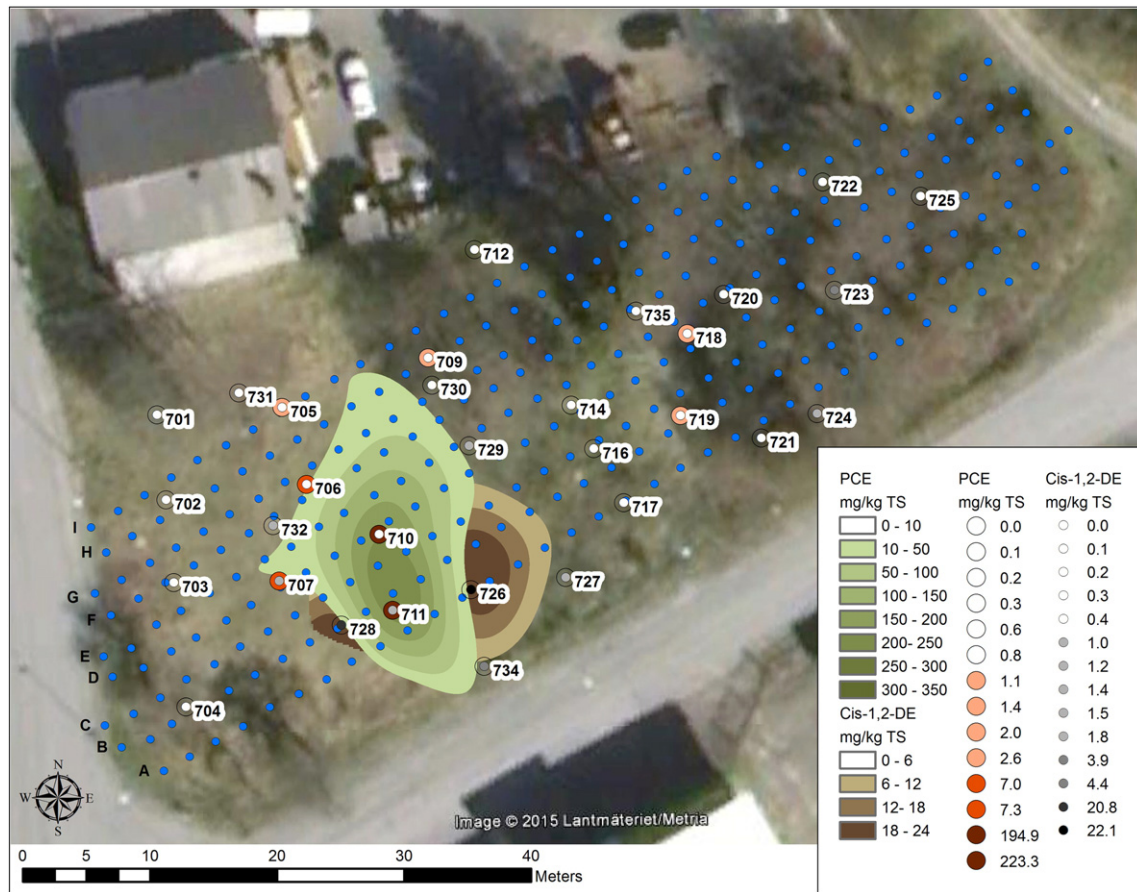 712
722
725
720
723
735
718
709
730
731
705
701
714
719
724
721
729
716
706
702
717
710
732
I
H
703
707
726
727
G
711
F
728
734
E
D
704
C
B
A
N
W E
S
Image © 2015 Lantmäteriet/Metria
0 5 10 20 30 40
Meters
PCE
mg/kg TS
0 - 10
10 - 50
50 - 100
100 - 150
150 - 200
200 - 250
250 - 300
300 - 350
Cis-1,2-DE
mg/kg TS
0 - 6
6 - 12
12- 18
18 - 24
PCE
mg/kg TS
0.0
0.1
0.2
0.3
0.6
0.8
1.1
1.4
2.0
2.6
7.0
7.3
194.9
223.3
Cis-1,2-DE
mg/kg TS
0.0
0.1
0.2
0.3
0.4
1.0
1.2
1.4
1.5
1.8
3.9
4.4
20.8
22.1